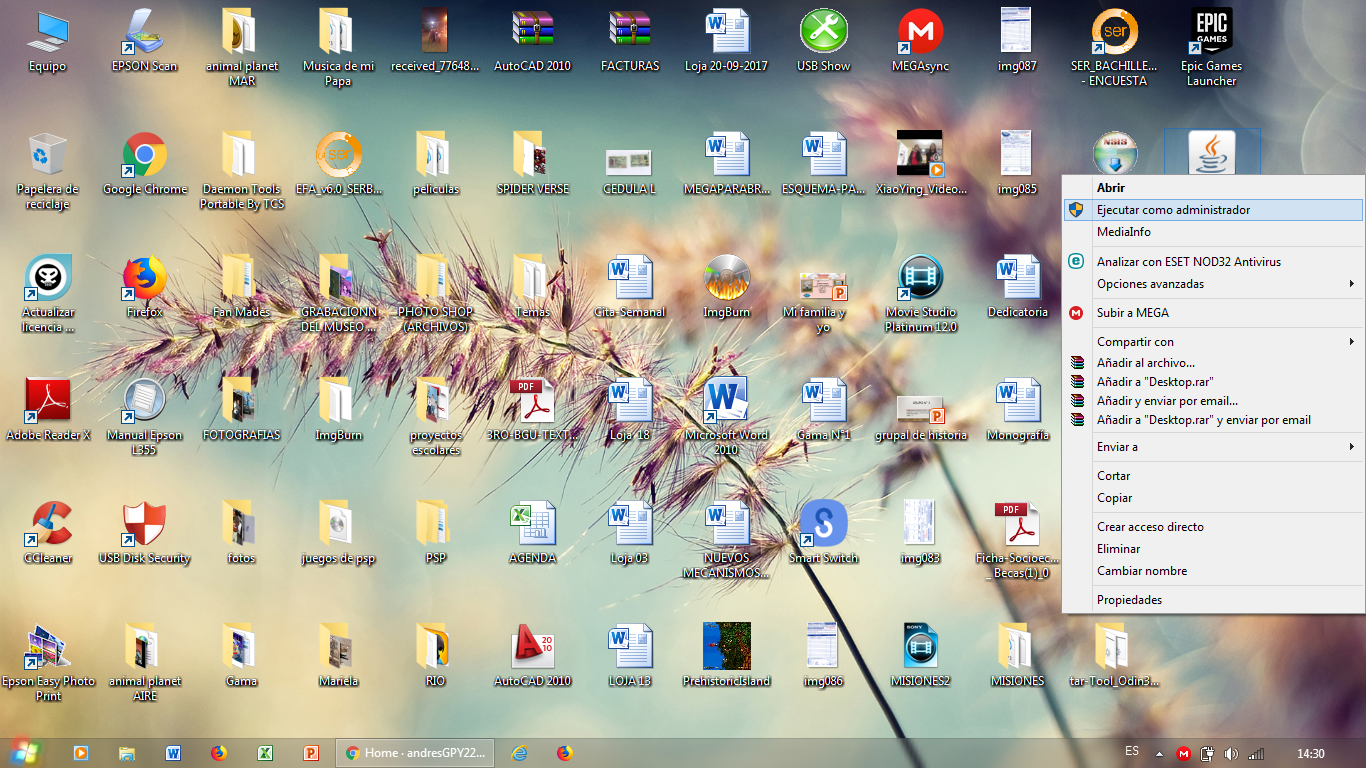 Equipo
EPSON Scan
animal planet
MAR
Musica de mi
Papa
received_77648...
AutoCAD 2010
FACTURAS
Loja 20-09-2017
USB Show
MEGAsync
img087
ser
SER_BACHILLE...
- ENCUESTA
EPIC
GAMES
Epic Games
Launcher
Papelera de
reciclaje
Google Chrome
Daemon Tools
Portable By TCS
ser
EFA_v6.0_SERB...
peliculas
SPIDER VERSE
CEDULA L
MEGAPARABR...
ESQUEMA-PA...
XiaoYing_Video...
img085
NSIS
Actualizar
licencia ...
Firefox
Fan Mades
GRABACIONN
DEL MUSEO...
PHOTO SHOP
(ARCHIVOS)
Temas
Cita-Semanal
ImgBurn
Mi familia y
yo
Movie Studio
Platinum 12.0
Dedicatoria
Adobe Reader X
Manual Epson
L355
FOTOGRAFIAS
ImgBurn
proyectos
escolares
PDF
3RO-BGU-TEXT...
Loja-18
Microsoft Word
2010
Gama N°1
grupal de historia
Monografía
CCleaner
USB Disk Security
fotos
juegos de psp
PSP
AGENDA
Loja 03
NUEVOS
MECANISMOS...
Smart Switch
img083
PDF
Ficha-Socioec...
_ Becas(1)_0
Epson Easy Photo
Print
animal planet
AIRE
Gama
Mariela
RIO
AutoCAD 2010
LOJA 13
PrehistoricIsland
img086
SONY
MISIONES2
MISIONES
tar-Tool_Odin3...
Abrir
Ejecutar como administrador
MediaInfo
Analizar con ESET NOD32 Antivirus
Opciones avanzadas
Subir a MEGA
Compartir con
Añadir al archivo...
Añadir a "Desktop.rar"
Añadir y enviar por email...
Añadir a "Desktop.rar" y enviar por email
Enviar a
Cortar
Copiar
Crear acceso directo
Eliminar
Cambiar nombre
Propiedades
Home · andresGPY22...
ES
14:30